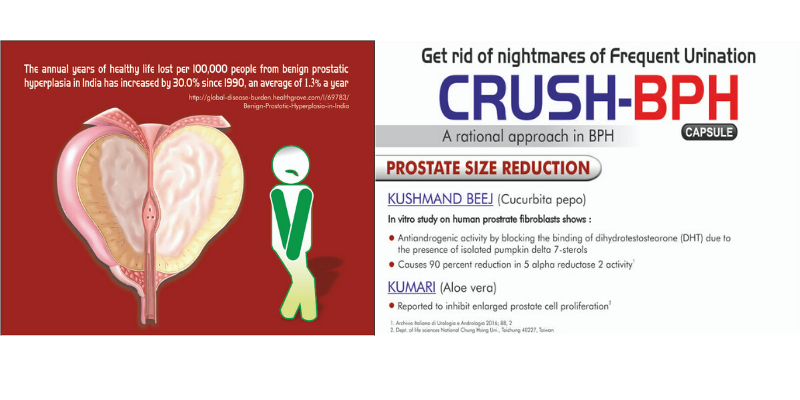 The annual years of healthy life lost per 100,000 people from benign prostatic
hyperplasia in India has increased by 30.0% since 1990, an average of 1.3% a year
http://global-disease-burden.healthgrove.com/l/69783/
Benign-Prostatic-Hyperplasia-in-India
Get rid of nightmares of Frequent Urination
CRUSH-BPH
A rational approach in BPH
CAPSULE
PROSTATE SIZE REDUCTION
KUSHMAND BEEJ (Cucurbita pepo)
In vitro study on human prostrate fibroblasts shows :
• Antiandrogenic activity by blocking the binding of dihydratestosteorone (DHT) due to
the presence of isolated pumpkin delta 7-sterols
• Causes 90 percent reduction in 5 alpha reductase 2 activity¹
KUMARI (Aloe vera)
• Reported to inhibit enlarged prostate cell proliferation²
1. Archivio Italiano di Urologia e Andrologia 2016; 88, 2
2. Dept. of life sciences National Chung Hsing Uni., Taichung 40227, Taiwan